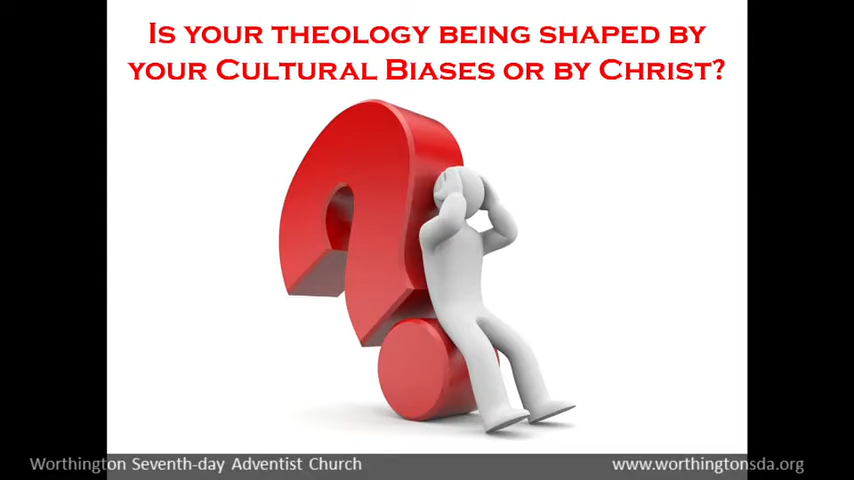 Is your theology being shaped by
your Cultural Biases or by Christ?
Worthington Seventh-day Adventist Church
www.worthingtonsda.org